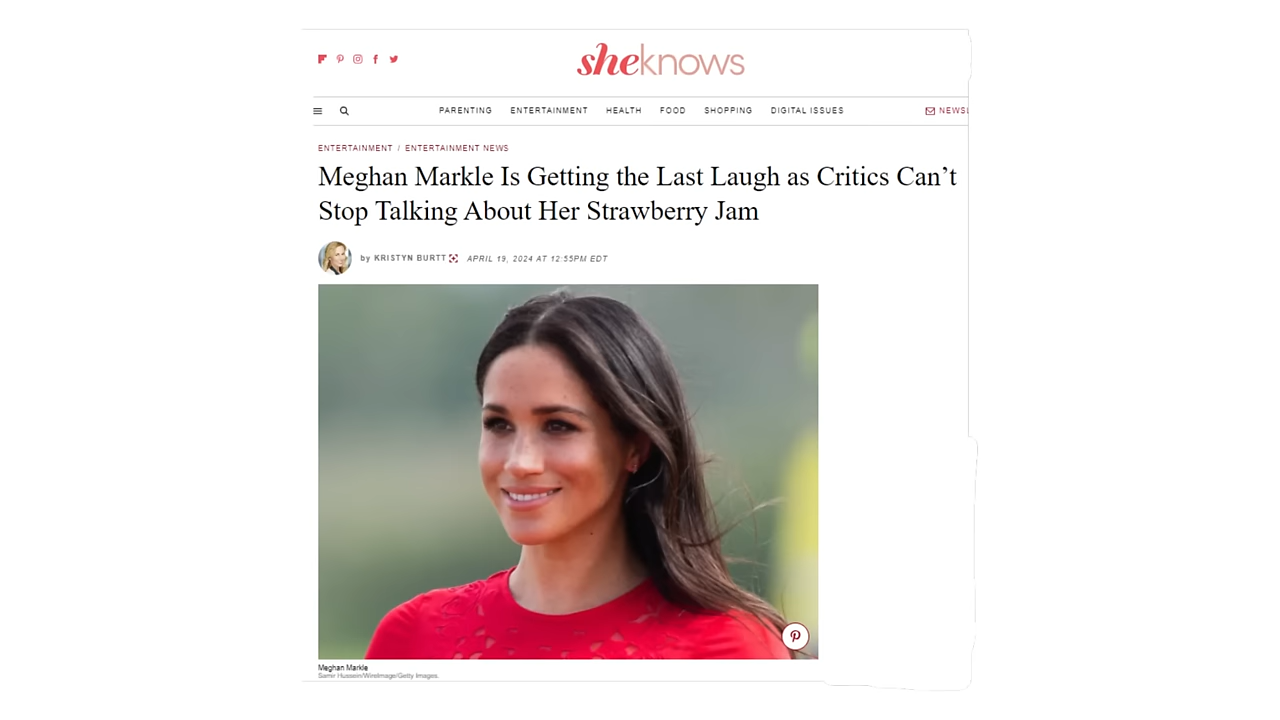 sheknows
PARENTING ENTERTAINMENT HEALTH FOOD SHOPPING DIGITAL ISSUES NEWSL
ENTERTAINMENT / ENTERTAINMENT NEWS
Meghan Markle Is Getting the Last Laugh as Critics Can’t
Stop Talking About Her Strawberry Jam
by KRISTYN BURTT APRIL 19, 2024 AT 12:55PM EDT
Meghan Markle
Samir Hussein/WireImage/Getty Images.